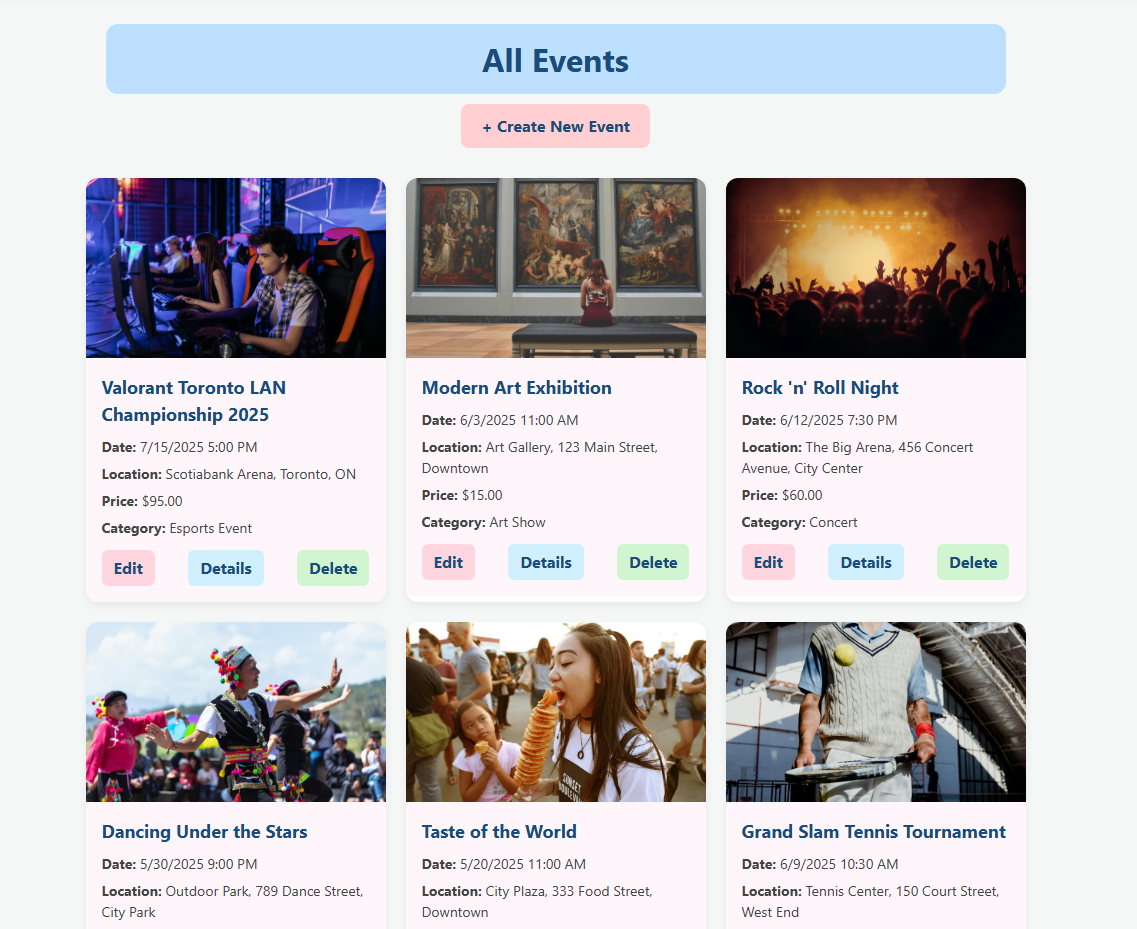 All Events
+ Create New Event
Valorant Toronto LAN
Championship 2025
Date: 7/15/2025 5:00 PM
Location: Scotiabank Arena, Toronto, ON
Price: $95.00
Category: Esports Event
Edit Details Delete
Modern Art Exhibition
Date: 6/3/2025 11:00 AM
Location: Art Gallery, 123 Main Street,
Downtown
Price: $15.00
Category: Art Show
Edit Details Delete
Rock 'n' Roll Night
Date: 6/12/2025 7:30 PM
Location: The Big Arena, 456 Concert
Avenue, City Center
Price: $60.00
Category: Concert
Edit Details Delete
Dancing Under the Stars
Date: 5/30/2025 9:00 PM
Location: Outdoor Park, 789 Dance Street,
City Park
SUNSET
Taste of the World
Date: 5/20/2025 11:00 AM
Location: City Plaza, 333 Food Street,
Downtown
Grand Slam Tennis Tournament
Date: 6/9/2025 10:30 AM
Location: Tennis Center, 150 Court Street,
West End